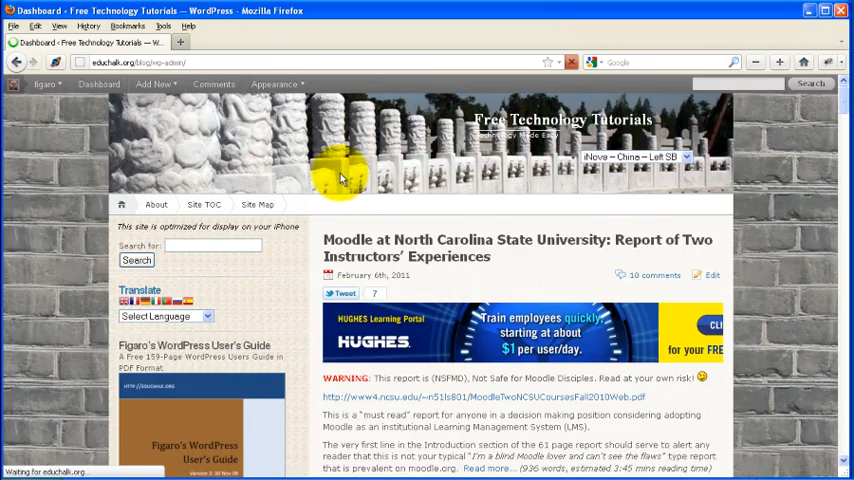 Dashboard ‹ Free Technology Tutorials — WordPress - Mozilla Firefox
File Edit View History Bookmarks Tools Help
Dashboard ‹ Free Technology Tutorials — W...
educhalk.org/blog/wp-admin/
Google
figaro Dashboard Add New Comments Appearance Search
Free Technology Tutorials
Technology Made Easy
iNove – China – Left SB
About Site TOC Site Map
This site is optimized for display on your iPhone
Search for:
Search
Translate
Select Language
Figaro's WordPress User's Guide
A Free 159-Page WordPress Users Guide in
PDF Format
HTTP://EDUCHALK.ORG
Figaro's WordPress
User's Guide
Version 2: 30 Nov 08
Moodle at North Carolina State University: Report of Two
Instructors' Experiences
February 6th, 2011 10 comments Edit
Tweet 7
HUGHES Learning Portal
HUGHES.
Train employees quickly,
starting at about
$1 per user/day.
CLI
for your FREE
WARNING: This report is (NSFMD), Not Safe for Moodle Disciples. Read at your own risk!
http://www4.ncsu.edu/~n51ls801/MoodleTwoNCSUCoursesFall2010Web.pdf
This is a "must read" report for anyone in a decision making position considering adopting
Moodle as an institutional Learning Management System (LMS).
The very first line in the Introduction section of the 61 page report should serve to alert any
reader that this is not your typical "I'm a blind Moodle lover and can't see the flaws" type report
that is prevalent on moodle.org. Read more... (936 words, estimated 3:45 mins reading time)
Waiting for educhalk.org...